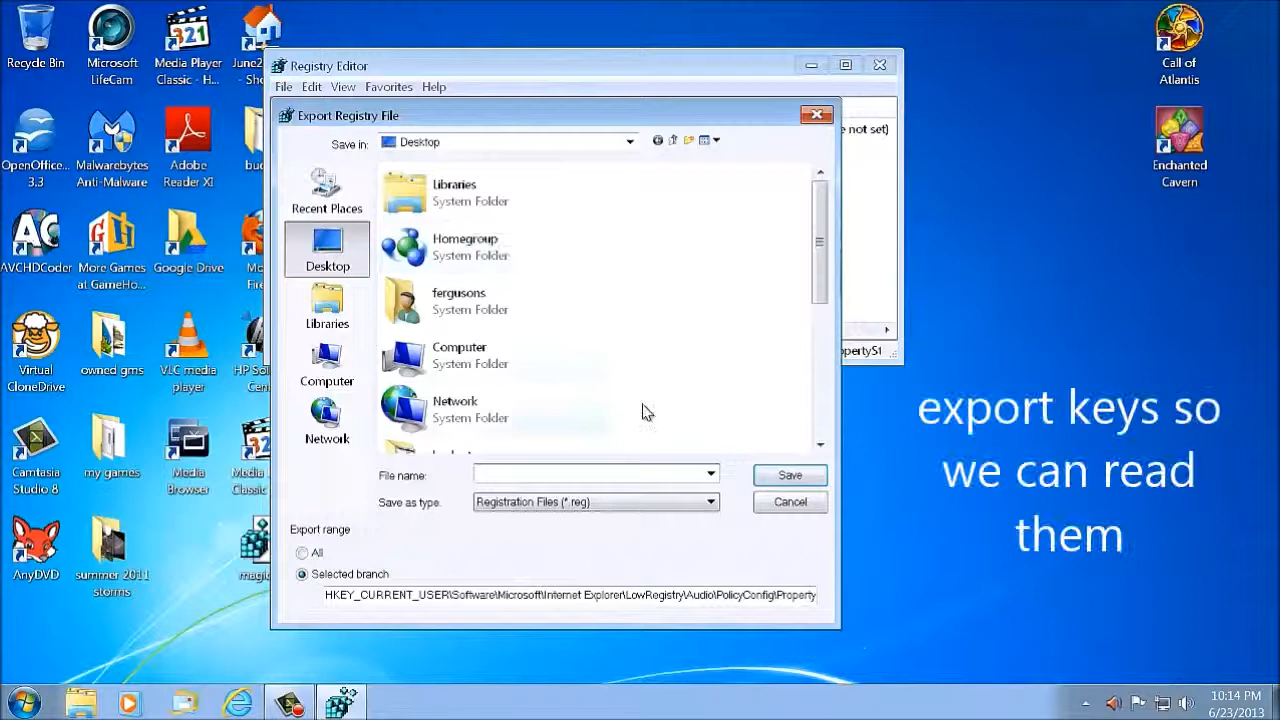 Recycle Bin
Microsoft
LifeCam
Media Player
Classic - H...
June2
- Sho
Call of
Atlantis
OpenOffice...
3.3
Malwarebytes
Anti-Malware
Adobe
Reader XI
Enchanted
Cavern
AVCHDCoder
More Games
at GameHo...
Google Drive
Mo
Fire
Virtual
CloneDrive
owned gms
VLC media
player
HP Sol
Cent
Camtasia
Studio 8
my games
Media
Browser
Media
Classic
AnyDVD
summer 2011
storms
magic
Registry Editor
File Edit View Favorites Help
e not set)
opertySt
Export Registry File
Save in:
Desktop
Recent Places
Desktop
Libraries
Computer
Network
Libraries
System Folder
Homegroup
System Folder
fergusons
System Folder
Computer
System Folder
Network
System Folder
File name:
Save
Save as type:
Registration Files (*.reg)
Cancel
Export range
All
Selected branch
HKEY_CURRENT_USER\Software\Microsoft\Internet Explorer\LowRegistry\Audio\PolicyConfig\Property
export keys so
we can read
them
10:14 PM
6/23/2013